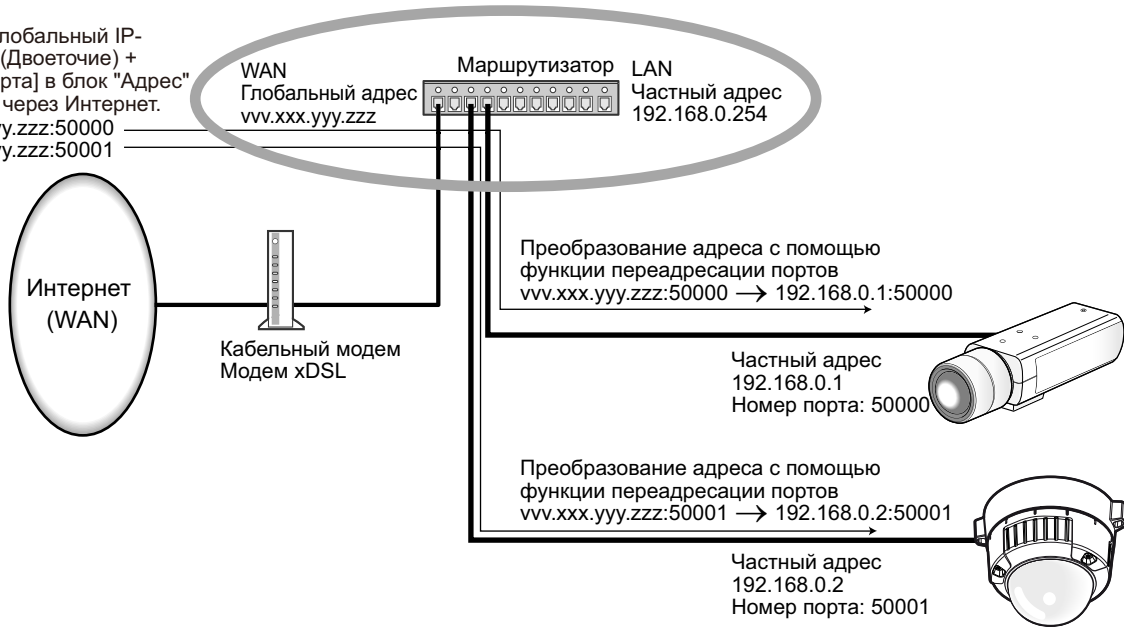 лобальный IP-
(Двоеточие) +
рта] в блок "Адрес"
через Интернет.
yy.zzz:50000
yy.zzz:50001
WAN
Глобальный адрес
vvv.xxx.yyy.zzz
Маршрутизатор
LAN
Частный адрес
192.168.0.254
Интернет
(WAN)
Кабельный модем
Модем xDSL
Преобразование адреса с помощью
функции переадресации портов
vvv.xxx.yyy.zzz:50000 → 192.168.0.1:50000
Частный адрес
192.168.0.1
Номер порта: 50000
Преобразование адреса с помощью
функции переадресации портов
vvv.xxx.yyy.zzz:50001 → 192.168.0.2:50001
Частный адрес
192.168.0.2
Номер порта: 50001